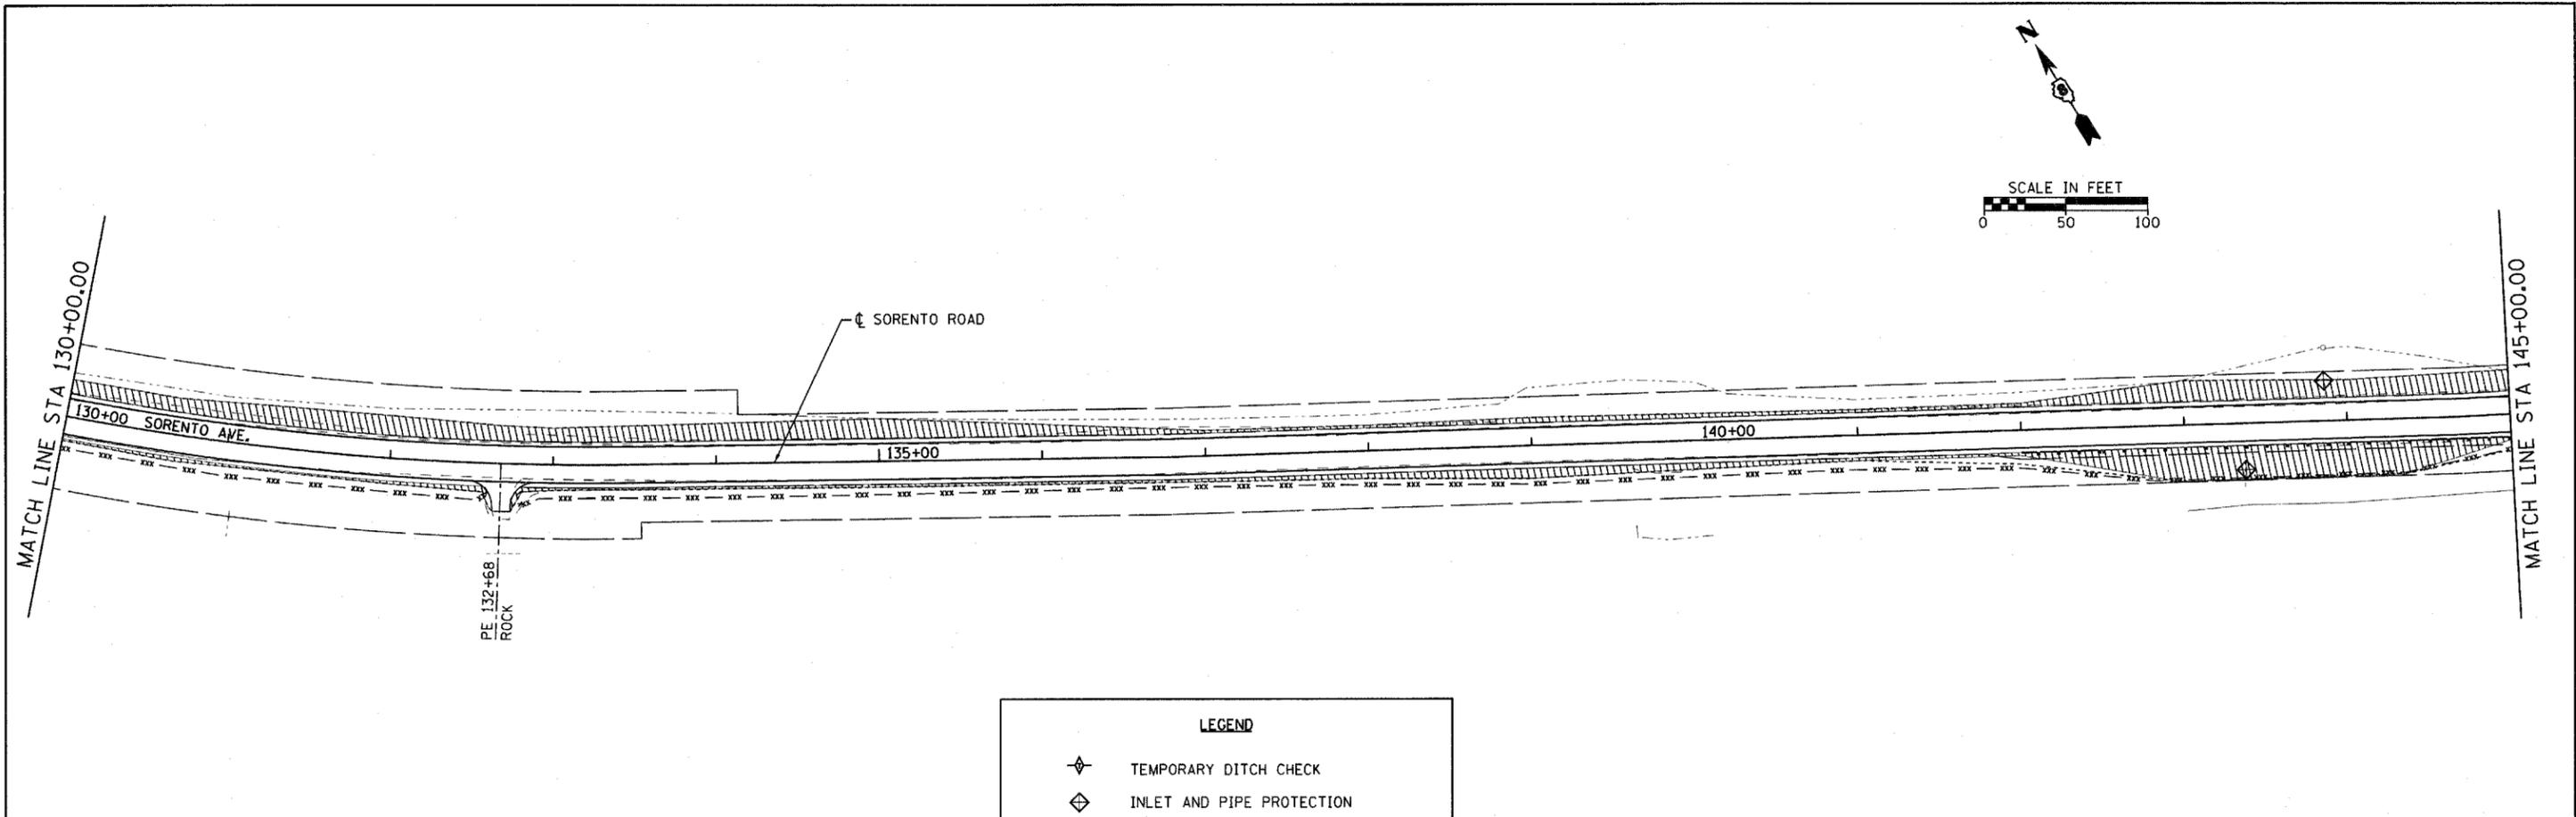 N
SCALE IN FEET
0 50 100
MATCH LINE STA 130+00.00
MATCH LINE STA 145+00.00
℄ SORENTO ROAD
130+00 SORENTO AVE.
135+00
140+00
PE 132+68
ROCK
LEGEND
TEMPORARY DITCH CHECK
INLET AND PIPE PROTECTION